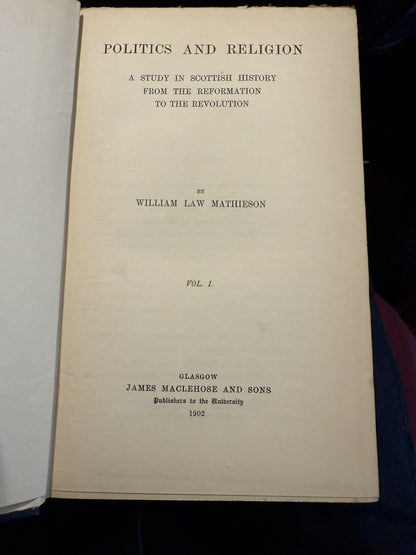 POLITICS AND RELIGION
A STUDY IN SCOTTISH HISTORY
FROM THE REFORMATION
TO THE REVOLUTION
BY
WILLIAM LAW MATHIESON
VOL. I.
GLASGOW
JAMES MACLEHOSE AND SONS
Publishers to the University
1902